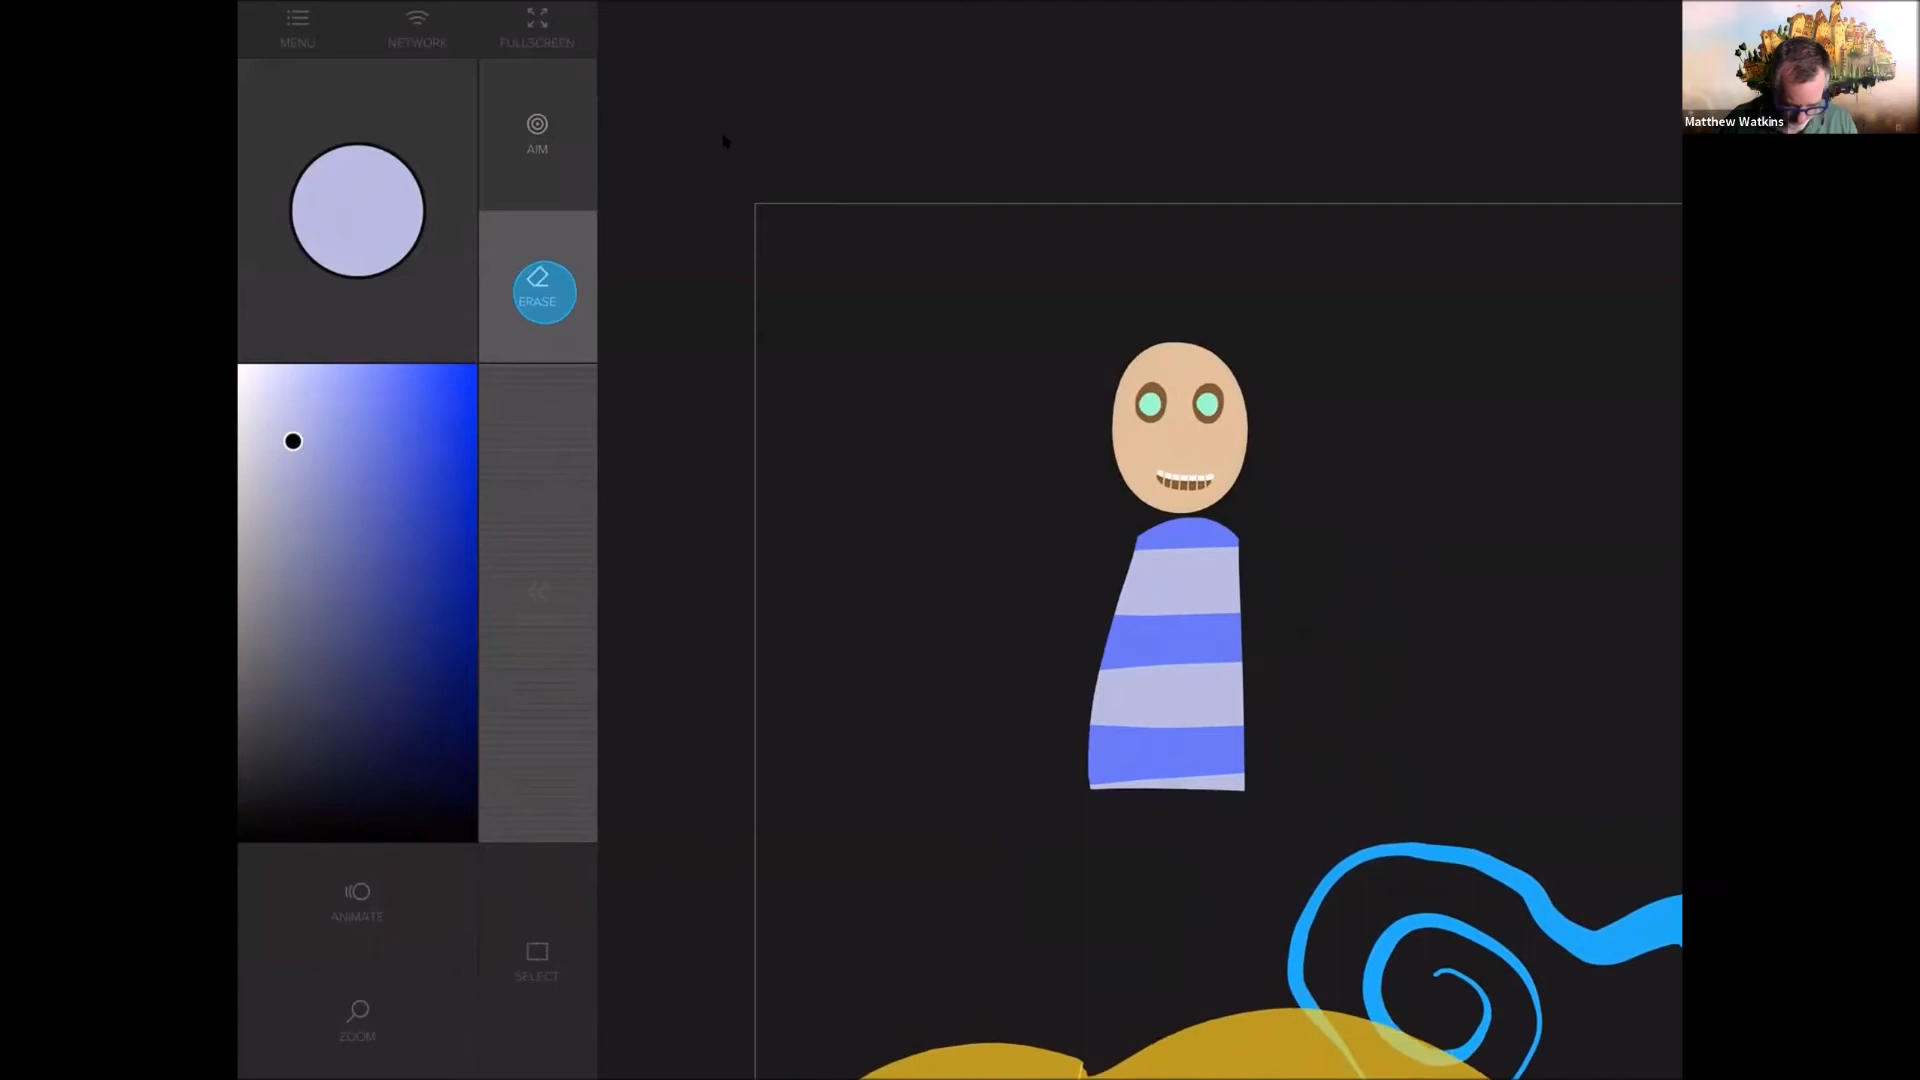 MENU
NETWORK
FULLSCREEN
AIM
ERASE
ANIMATE
SELECT
ZOOM
Matthew Watkins